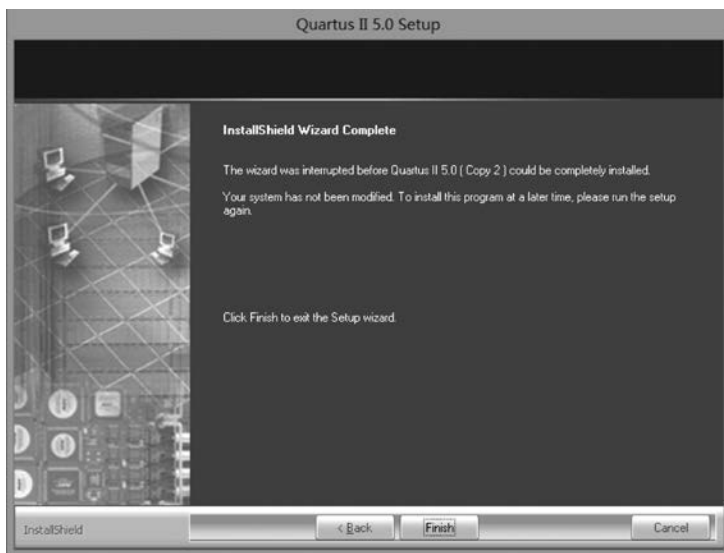 Quartus II 5.0 Setup
InstallShield Wizard Complete
The wizard was interrupted before Quartus II 5.0 ( Copy 2 ) could be completely installed.
Your system has not been modified. To install this program at a later time, please run the setup
again.
Click Finish to exit the Setup wizard.
InstallShield
< Back
Finish
Cancel